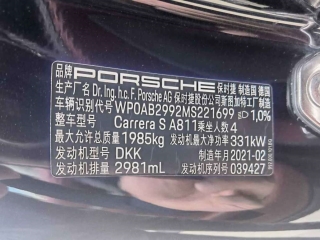 品牌 PORSCHE 保时捷 制造国 德国
生产厂名 Dr. Ing. h.c. F. Porsche AG 保时捷股份公司斯图加特工厂制造
车辆识别代号 WP0AB2992MS221699 1,0%
整车型号 Carrera S A811 乘坐人数 4
最大允许总质量 1985kg 发动机最大净功率 331kW
发动机型号 DKK 制造年月 2021-02
发动机排量 2981mL 内部序列号 039427